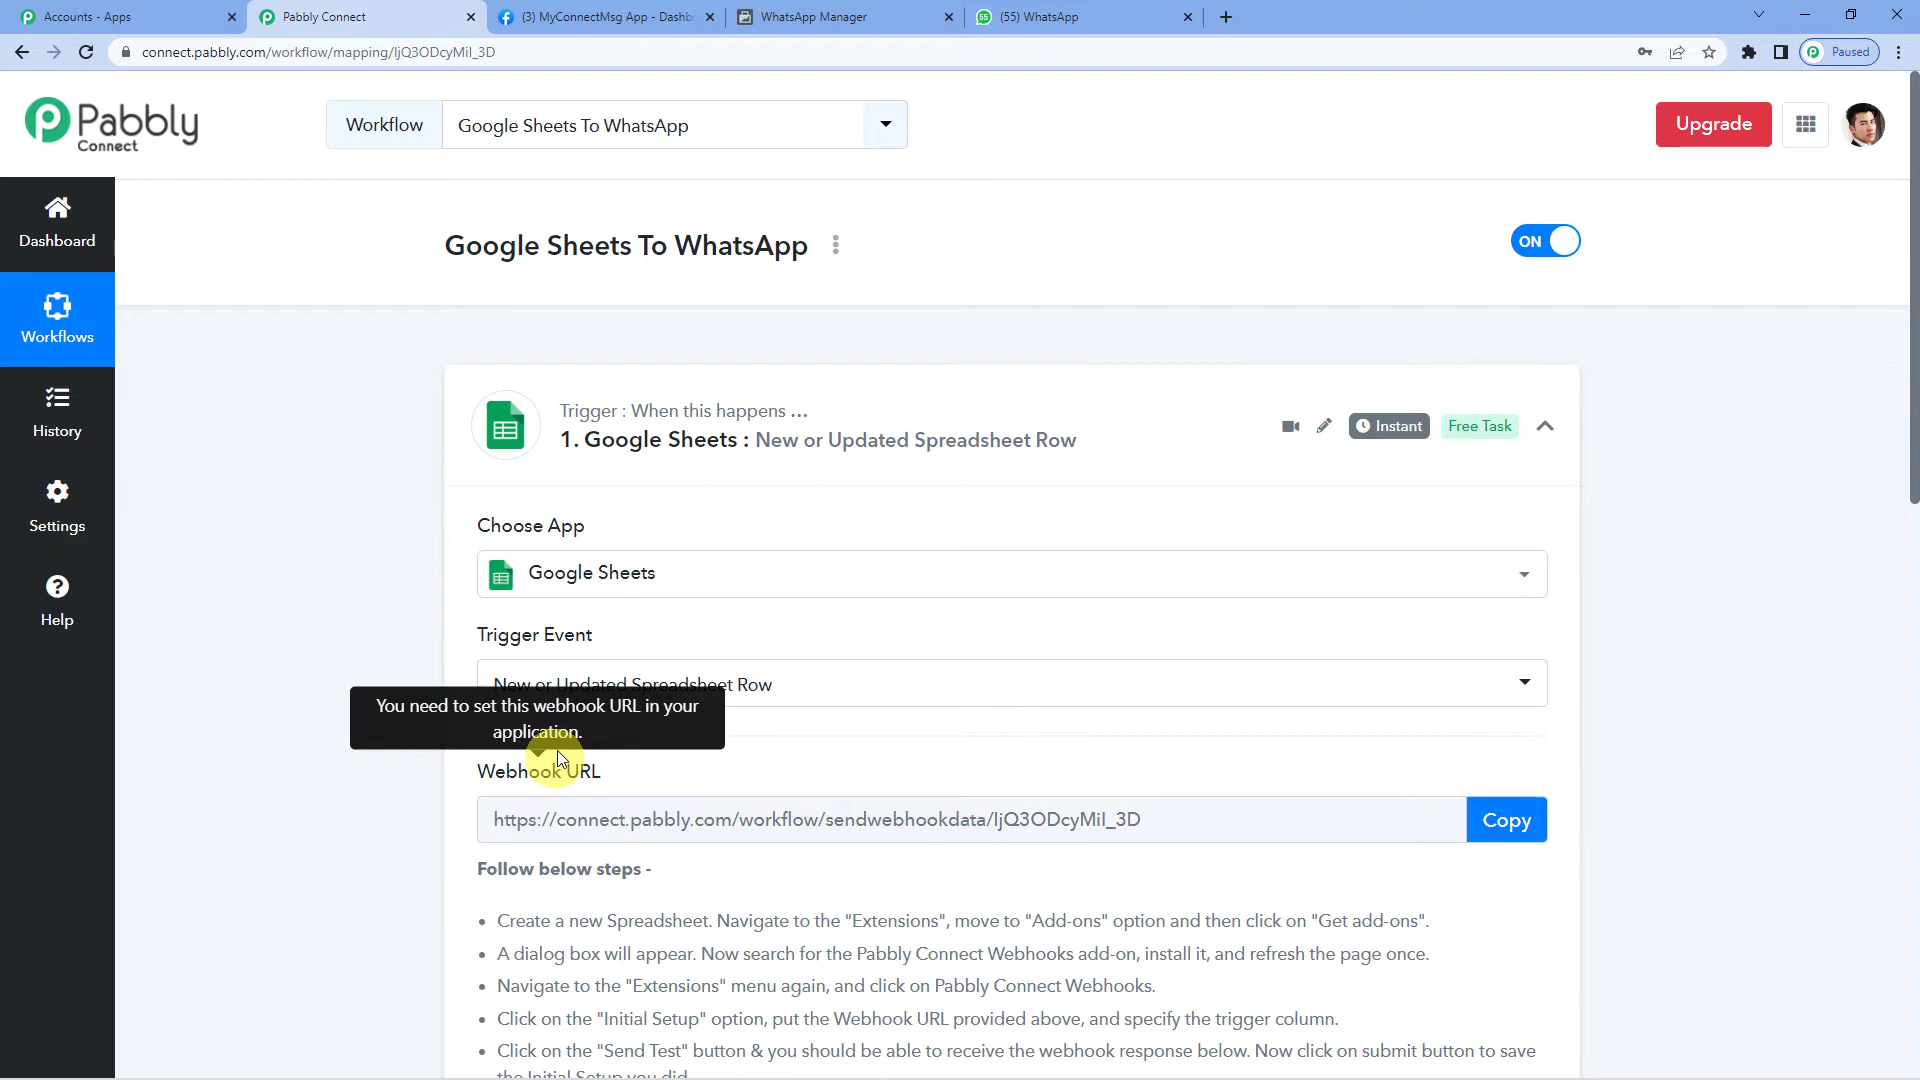 Accounts - Apps
Pabbly Connect
(3) MyConnectMsg App - Dashb
WhatsApp Manager
(55) WhatsApp
connect.pabbly.com/workflow/mapping/IjQ3ODcyMiI_3D
Paused
Pabbly
Connect
Workflow
Google Sheets To WhatsApp
Upgrade
Dashboard
Workflows
History
Settings
Help
Google Sheets To WhatsApp
ON
Trigger : When this happens ...
1. Google Sheets : New or Updated Spreadsheet Row
Instant
Free Task
Choose App
Google Sheets
Trigger Event
New or Updated Spreadsheet Row
You need to set this webhook URL in your
application.
Webhook URL
https://connect.pabbly.com/workflow/sendwebhookdata/IjQ3ODcyMiI_3D
Copy
Follow below steps -
• Create a new Spreadsheet. Navigate to the "Extensions", move to "Add-ons" option and then click on "Get add-ons".
• A dialog box will appear. Now search for the Pabbly Connect Webhooks add-on, install it, and refresh the page once.
• Navigate to the "Extensions" menu again, and click on Pabbly Connect Webhooks.
• Click on the "Initial Setup" option, put the Webhook URL provided above, and specify the trigger column.
• Click on the "Send Test" button & you should be able to receive the webhook response below. Now click on submit button to save
the Initial Setup you did.